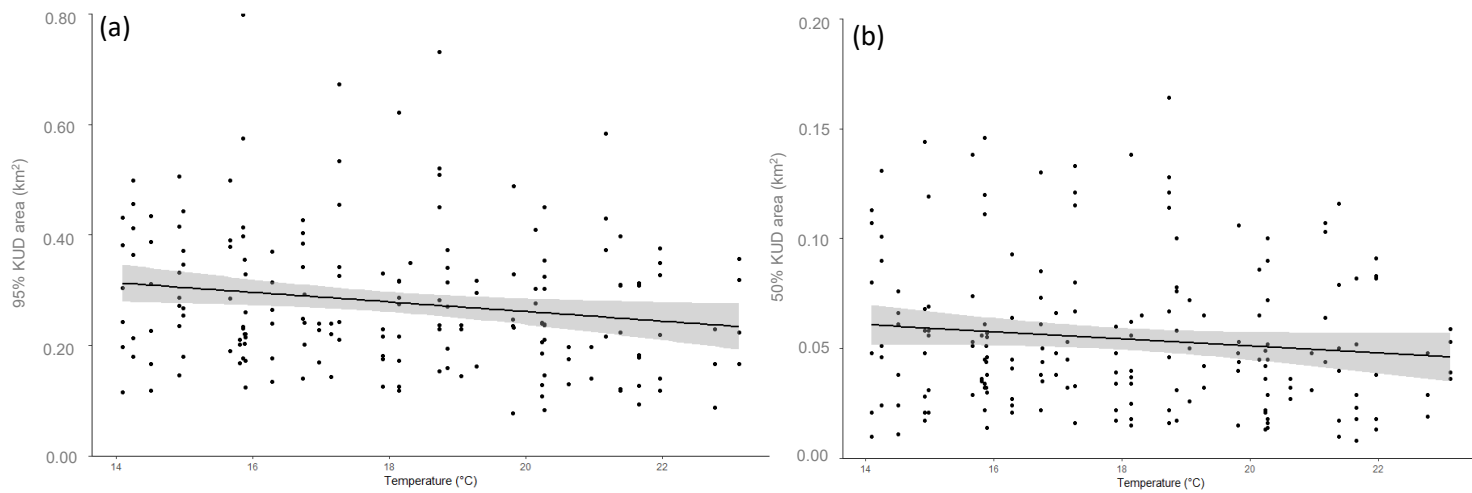 (a)
95% KUD area (km²)
0.80
0.60
0.40
0.20
0.00
14 16 18 20 22
Temperature (°C)
(b)
50% KUD area (km²)
0.20
0.15
0.10
0.05
0.00
14 16 18 20 22
Temperature (°C)